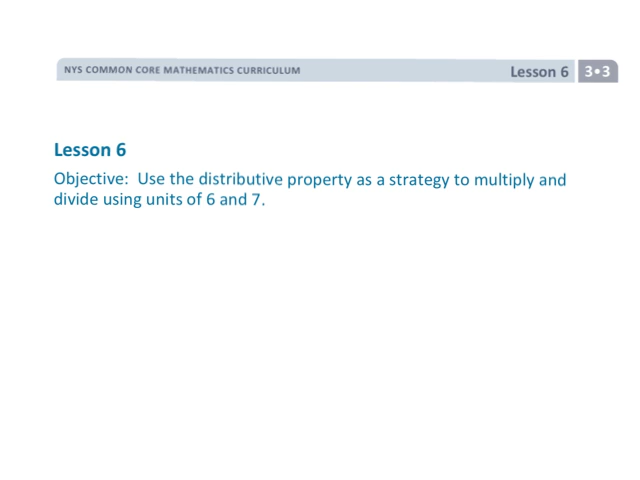 NYS COMMON CORE MATHEMATICS CURRICULUM
Lesson 6
3•3
Lesson 6
Objective: Use the distributive property as a strategy to multiply and
divide using units of 6 and 7.